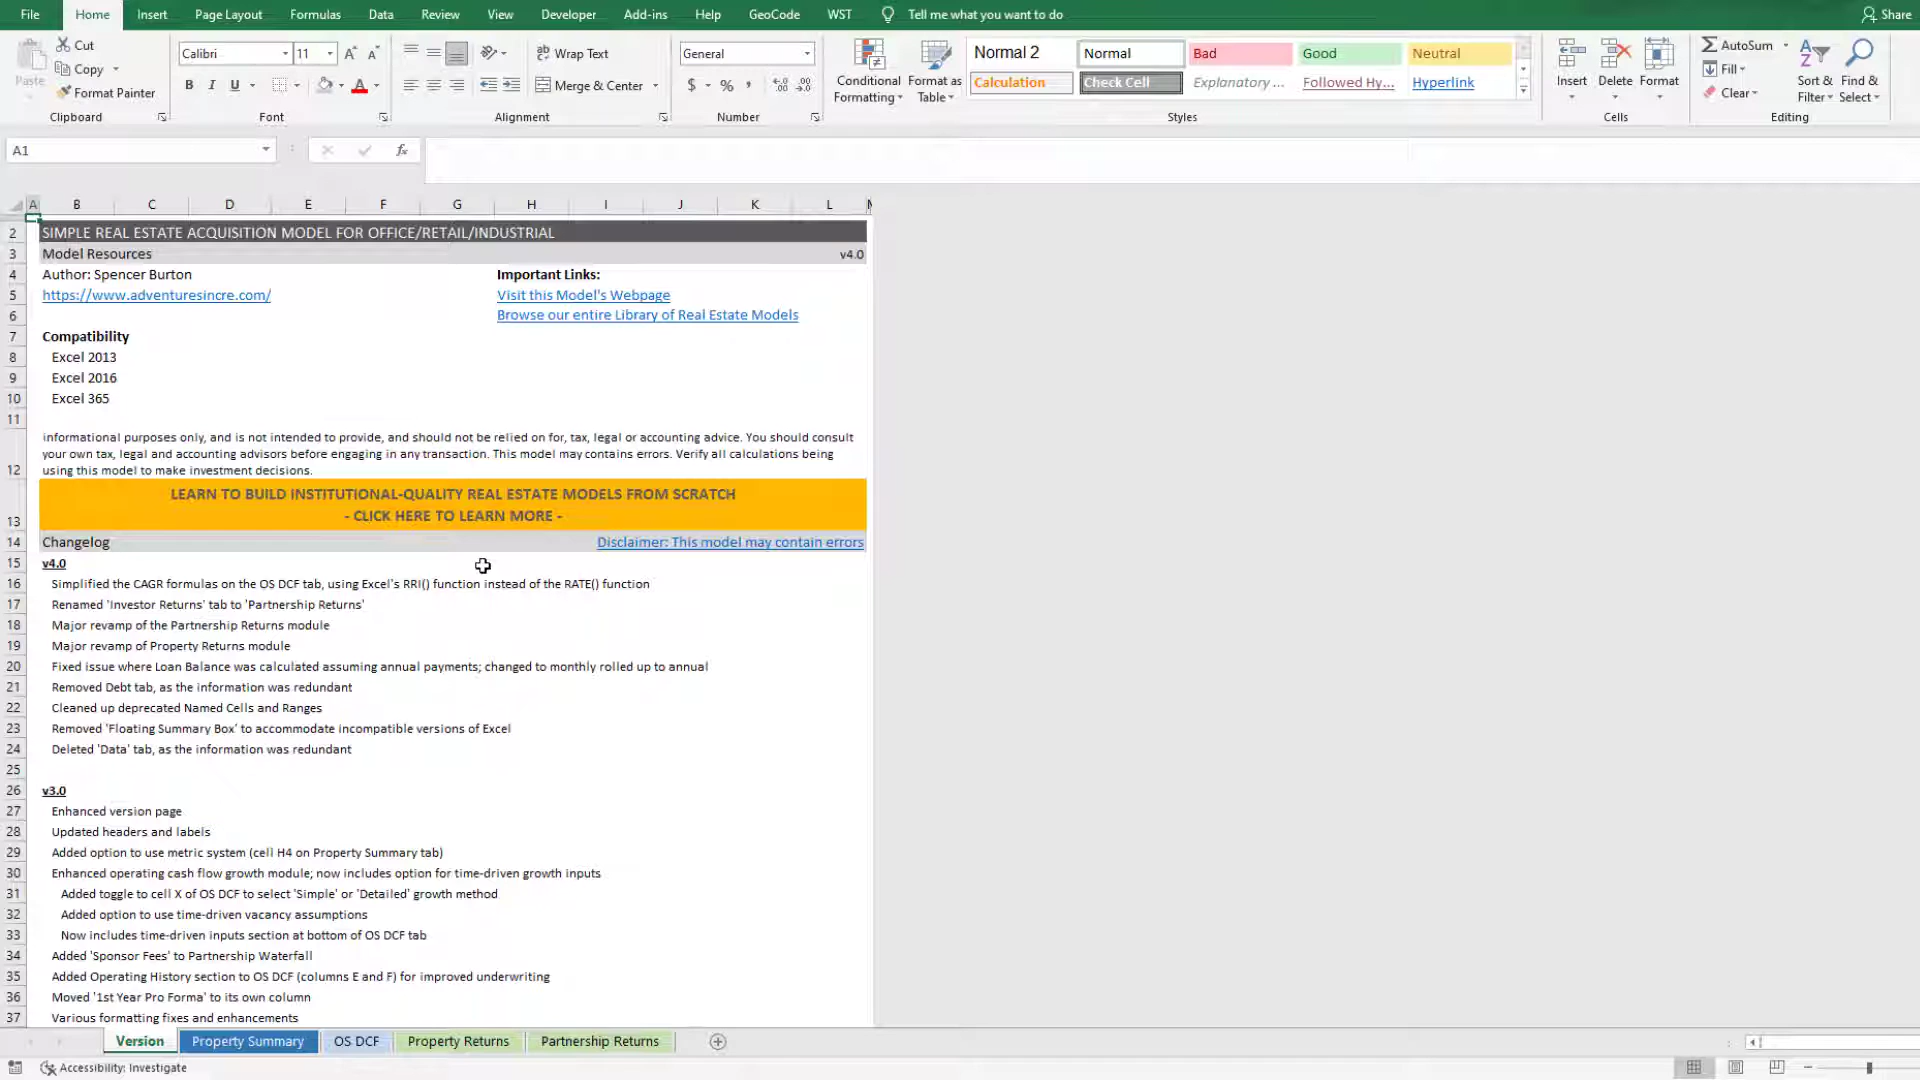 File Home Insert Page Layout Formulas Data Review View Developer Add-ins Help GeoCode WST Tell me what you want to do Share
Paste Cut Copy Format Painter Clipboard
Calibri 11 A A B I U A Font
Wrap Text Merge & Center Alignment
General $ % , Number
Conditional Formatting Format as Table
Normal 2 Normal Bad Good Neutral
Calculation Check Cell Explanatory ... Followed Hy... Hyperlink
Styles
Insert Delete Format Cells
AutoSum Fill Clear Sort & Filter Find & Select Editing
A1 fx
A B C D E F G H I J K L
2 SIMPLE REAL ESTATE ACQUISITION MODEL FOR OFFICE/RETAIL/INDUSTRIAL
3 Model Resources v4.0
4 Author: Spencer Burton Important Links:
5 https://www.adventuresincre.com/ Visit this Model's Webpage
6 Browse our entire Library of Real Estate Models
7 Compatibility
8 Excel 2013
9 Excel 2016
10 Excel 365
11
informational purposes only, and is not intended to provide, and should not be relied on for, tax, legal or accounting advice. You should consult
your own tax, legal and accounting advisors before engaging in any transaction. This model may contains errors. Verify all calculations being
12 using this model to make investment decisions.
LEARN TO BUILD INSTITUTIONAL-QUALITY REAL ESTATE MODELS FROM SCRATCH
13 - CLICK HERE TO LEARN MORE -
14 Changelog Disclaimer: This model may contain errors
15 v4.0
16 Simplified the CAGR formulas on the OS DCF tab, using Excel's RRI() function instead of the RATE() function
17 Renamed 'Investor Returns' tab to 'Partnership Returns'
18 Major revamp of the Partnership Returns module
19 Major revamp of Property Returns module
20 Fixed issue where Loan Balance was calculated assuming annual payments; changed to monthly rolled up to annual
21 Removed Debt tab, as the information was redundant
22 Cleaned up deprecated Named Cells and Ranges
23 Removed 'Floating Summary Box' to accommodate incompatible versions of Excel
24 Deleted 'Data' tab, as the information was redundant
25
26 v3.0
27 Enhanced version page
28 Updated headers and labels
29 Added option to use metric system (cell H4 on Property Summary tab)
30 Enhanced operating cash flow growth module; now includes option for time-driven growth inputs
31 Added toggle to cell X of OS DCF to select 'Simple' or 'Detailed' growth method
32 Added option to use time-driven vacancy assumptions
33 Now includes time-driven inputs section at bottom of OS DCF tab
34 Added 'Sponsor Fees' to Partnership Waterfall
35 Added Operating History section to OS DCF (columns E and F) for improved underwriting
36 Moved '1st Year Pro Forma' to its own column
37 Various formatting fixes and enhancements
Version Property Summary OS DCF Property Returns Partnership Returns
Accessibility: Investigate